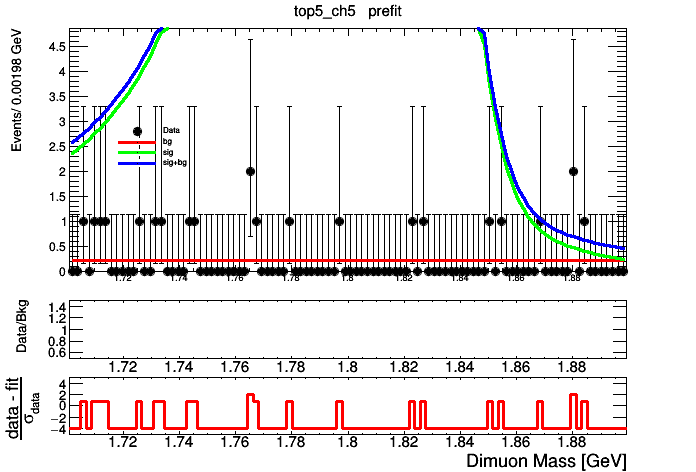 top5_ch5 prefit
Events/ 0.00198 GeV
4.5
4
3.5
3
2.5
2
1.5
1
0.5
0
Data
bg
sig
sig+bg
1.72 1.74 1.76 1.78 1.8 1.82 1.84 1.86 1.88
Data/Bkg
1.4
1.2
1
0.8
0.6
1.72 1.74 1.76 1.78 1.8 1.82 1.84 1.86 1.88
data - fit
σdata
4
2
0
−2
−4
1.72 1.74 1.76 1.78 1.8 1.82 1.84 1.86 1.88
Dimuon Mass [GeV]